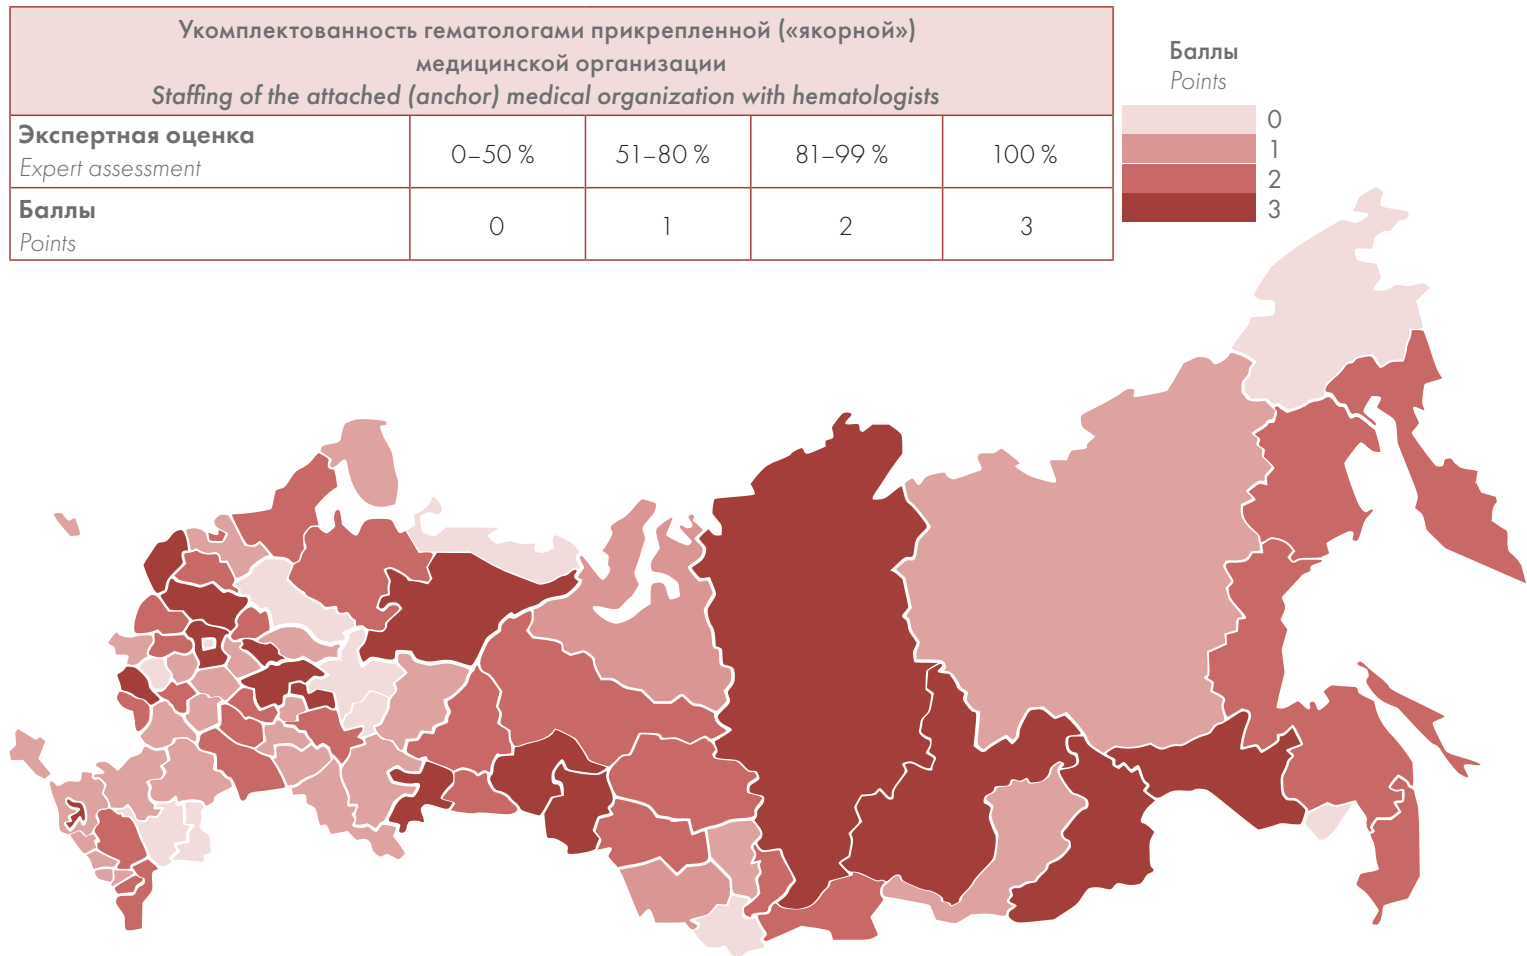 Укомплектованность гематологами прикрепленной («якорной»)
медицинской организации
Staffing of the attached (anchor) medical organization with hematologists
Экспертная оценка
Expert assessment
0–50 %
51–80 %
81–99 %
100 %
Баллы
Points
0
1
2
3
Баллы
Points
0
1
2
3